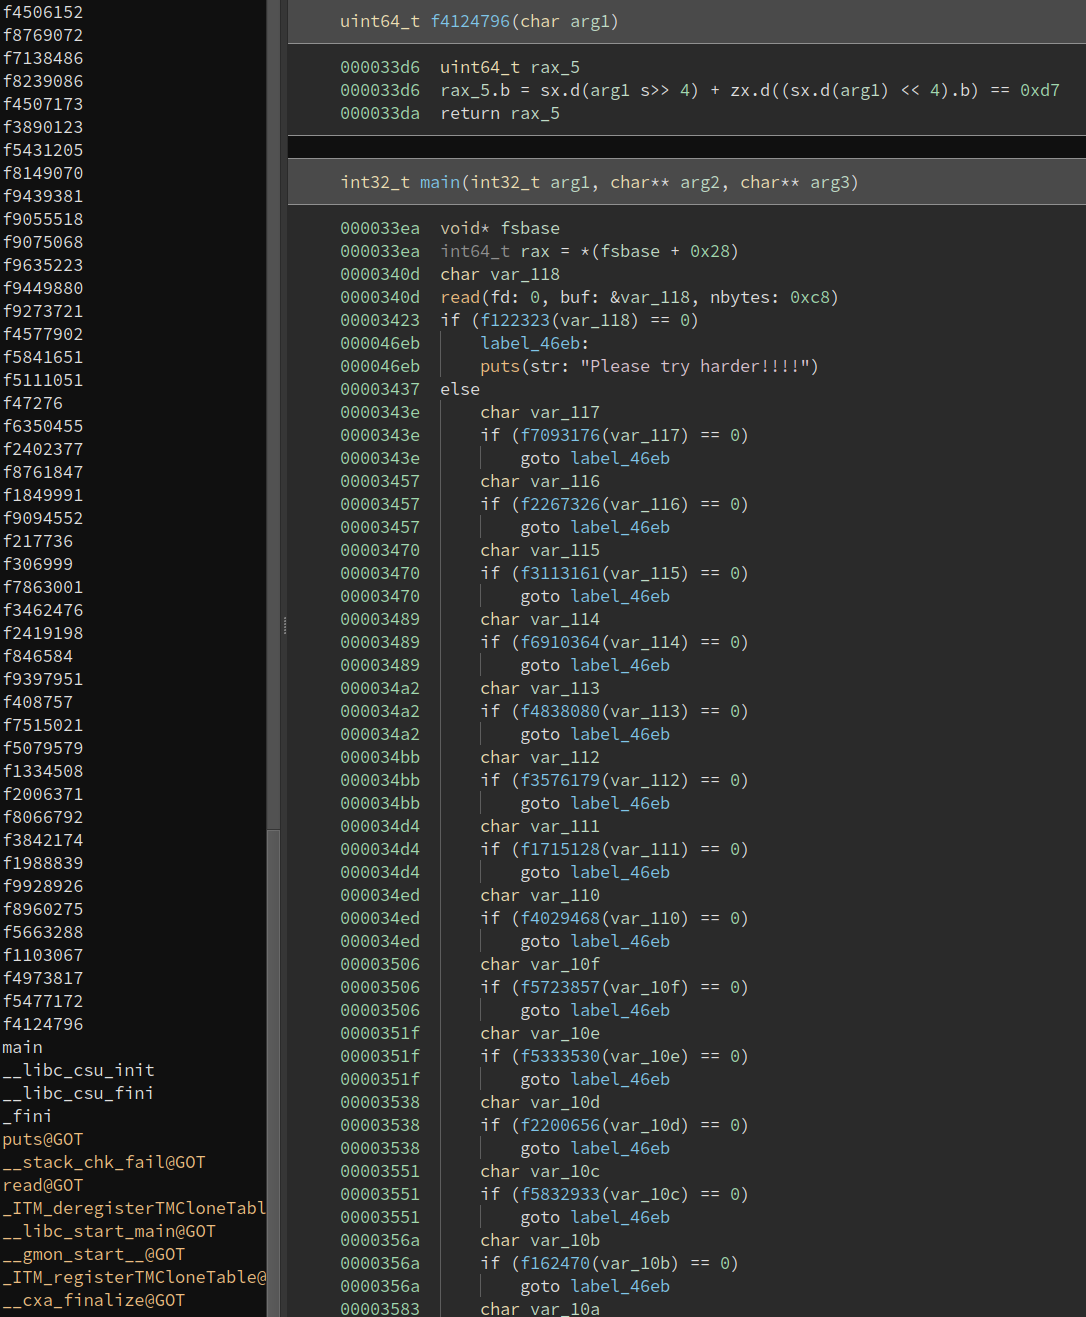 f4506152
f8769072
f7138486
f8239086
f4507173
f3890123
f5431205
f8149070
f9439381
f9055518
f9075068
f9635223
f9449880
f9273721
f4577902
f5841651
f5111051
f47276
f6350455
f2402377
f8761847
f1849991
f9094552
f217736
f306999
f7863001
f3462476
f2419198
f846584
f9397951
f408757
f7515021
f5079579
f1334508
f2006371
f8066792
f3842174
f1988839
f9928926
f8960275
f5663288
f1103067
f4973817
f5477172
f4124796
main
__libc_csu_init
__libc_csu_fini
_fini
puts@GOT
__stack_chk_fail@GOT
read@GOT
_ITM_deregisterTMCloneTabl
__libc_start_main@GOT
__gmon_start__@GOT
_ITM_registerTMCloneTable@
__cxa_finalize@GOT
uint64_t f4124796(char arg1)
000033d6  uint64_t rax_5
000033d6  rax_5.b = sx.d(arg1 s>> 4) + zx.d((sx.d(arg1) << 4).b) == 0xd7
000033da  return rax_5
int32_t main(int32_t arg1, char** arg2, char** arg3)
000033ea  void* fsbase
000033ea  int64_t rax = *(fsbase + 0x28)
0000340d  char var_118
0000340d  read(fd: 0, buf: &var_118, nbytes: 0xc8)
00003423  if (f122323(var_118) == 0)
000046eb      label_46eb:
000046eb      puts(str: "Please try harder!!!!")
00003437  else
0000343e      char var_117
0000343e      if (f7093176(var_117) == 0)
0000343e          goto label_46eb
00003457      char var_116
00003457      if (f2267326(var_116) == 0)
00003457          goto label_46eb
00003470      char var_115
00003470      if (f3113161(var_115) == 0)
00003470          goto label_46eb
00003489      char var_114
00003489      if (f6910364(var_114) == 0)
00003489          goto label_46eb
000034a2      char var_113
000034a2      if (f4838080(var_113) == 0)
000034a2          goto label_46eb
000034bb      char var_112
000034bb      if (f3576179(var_112) == 0)
000034bb          goto label_46eb
000034d4      char var_111
000034d4      if (f1715128(var_111) == 0)
000034d4          goto label_46eb
000034ed      char var_110
000034ed      if (f4029468(var_110) == 0)
000034ed          goto label_46eb
00003506      char var_10f
00003506      if (f5723857(var_10f) == 0)
00003506          goto label_46eb
0000351f      char var_10e
0000351f      if (f5333530(var_10e) == 0)
0000351f          goto label_46eb
00003538      char var_10d
00003538      if (f2200656(var_10d) == 0)
00003538          goto label_46eb
00003551      char var_10c
00003551      if (f5832933(var_10c) == 0)
00003551          goto label_46eb
0000356a      char var_10b
0000356a      if (f162470(var_10b) == 0)
0000356a          goto label_46eb
00003583      char var_10a